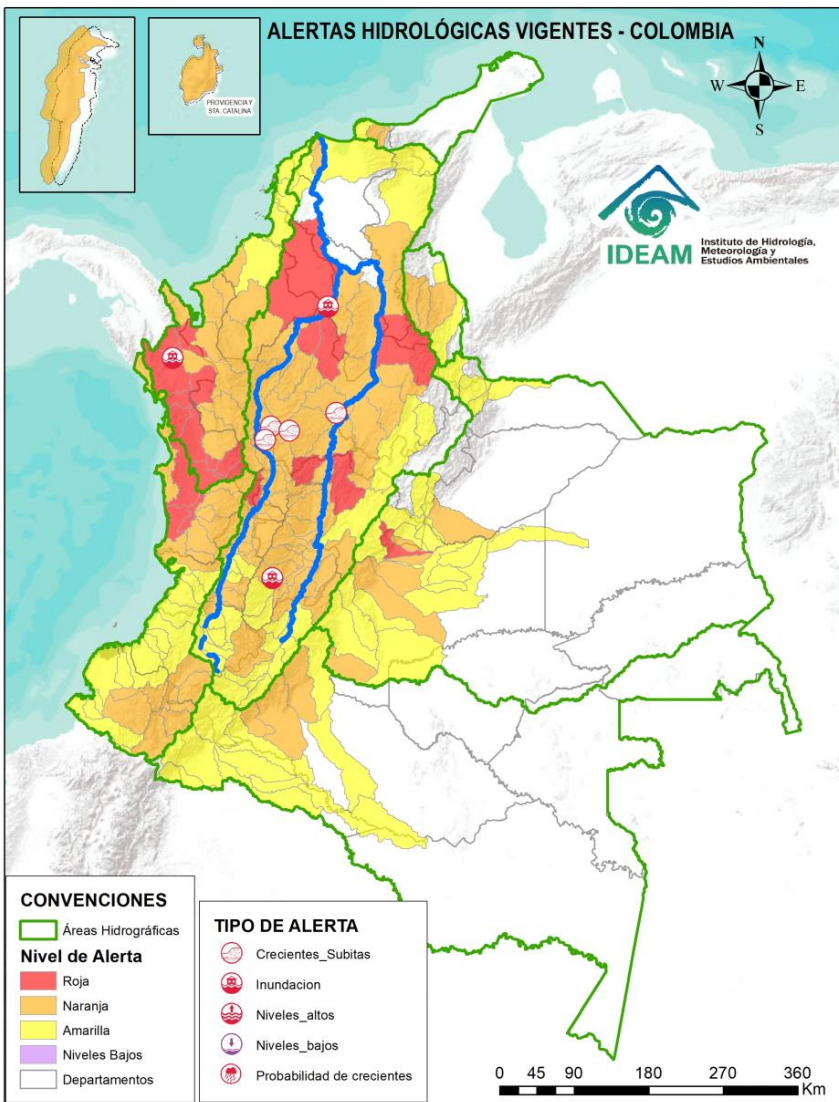 ALERTAS HIDROLÓGICAS VIGENTES - COLOMBIA
PROVIDENCIA Y
STA. CATALINA
N
W
E
S
IDEAM
Instituto de Hidrología,
Meteorología y
Estudios Ambientales
CONVENCIONES
Áreas Hidrográficas
Nivel de Alerta
Roja
Naranja
Amarilla
Niveles Bajos
Departamentos
TIPO DE ALERTA
Crecientes_Subitas
Inundacion
Niveles_altos
Niveles_bajos
Probabilidad de crecientes
0 45 90 180 270 360
Km